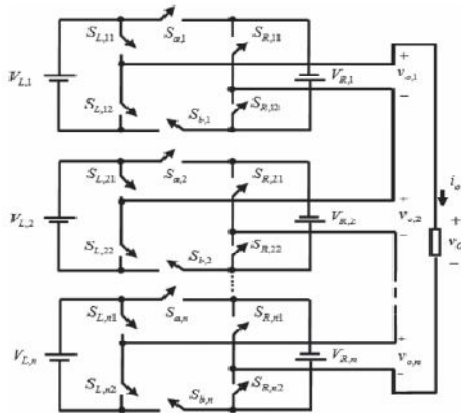 S_{L,11} S_{a,1} S_{R,11}
V_{L,1} V_{R,1} + v_{o,1} −
S_{L,12} S_{b,1} S_{R,12}
S_{L,21} S_{a,2} S_{R,21}
V_{L,2} V_{R,2} + v_{o,2} −
i_o
+ v_o −
S_{L,22} S_{b,2} S_{R,22}
S_{L,n1} S_{a,n} S_{R,n1}
V_{L,n} V_{R,n} + v_{o,n} −
S_{L,n2} S_{b,n} S_{R,n2}